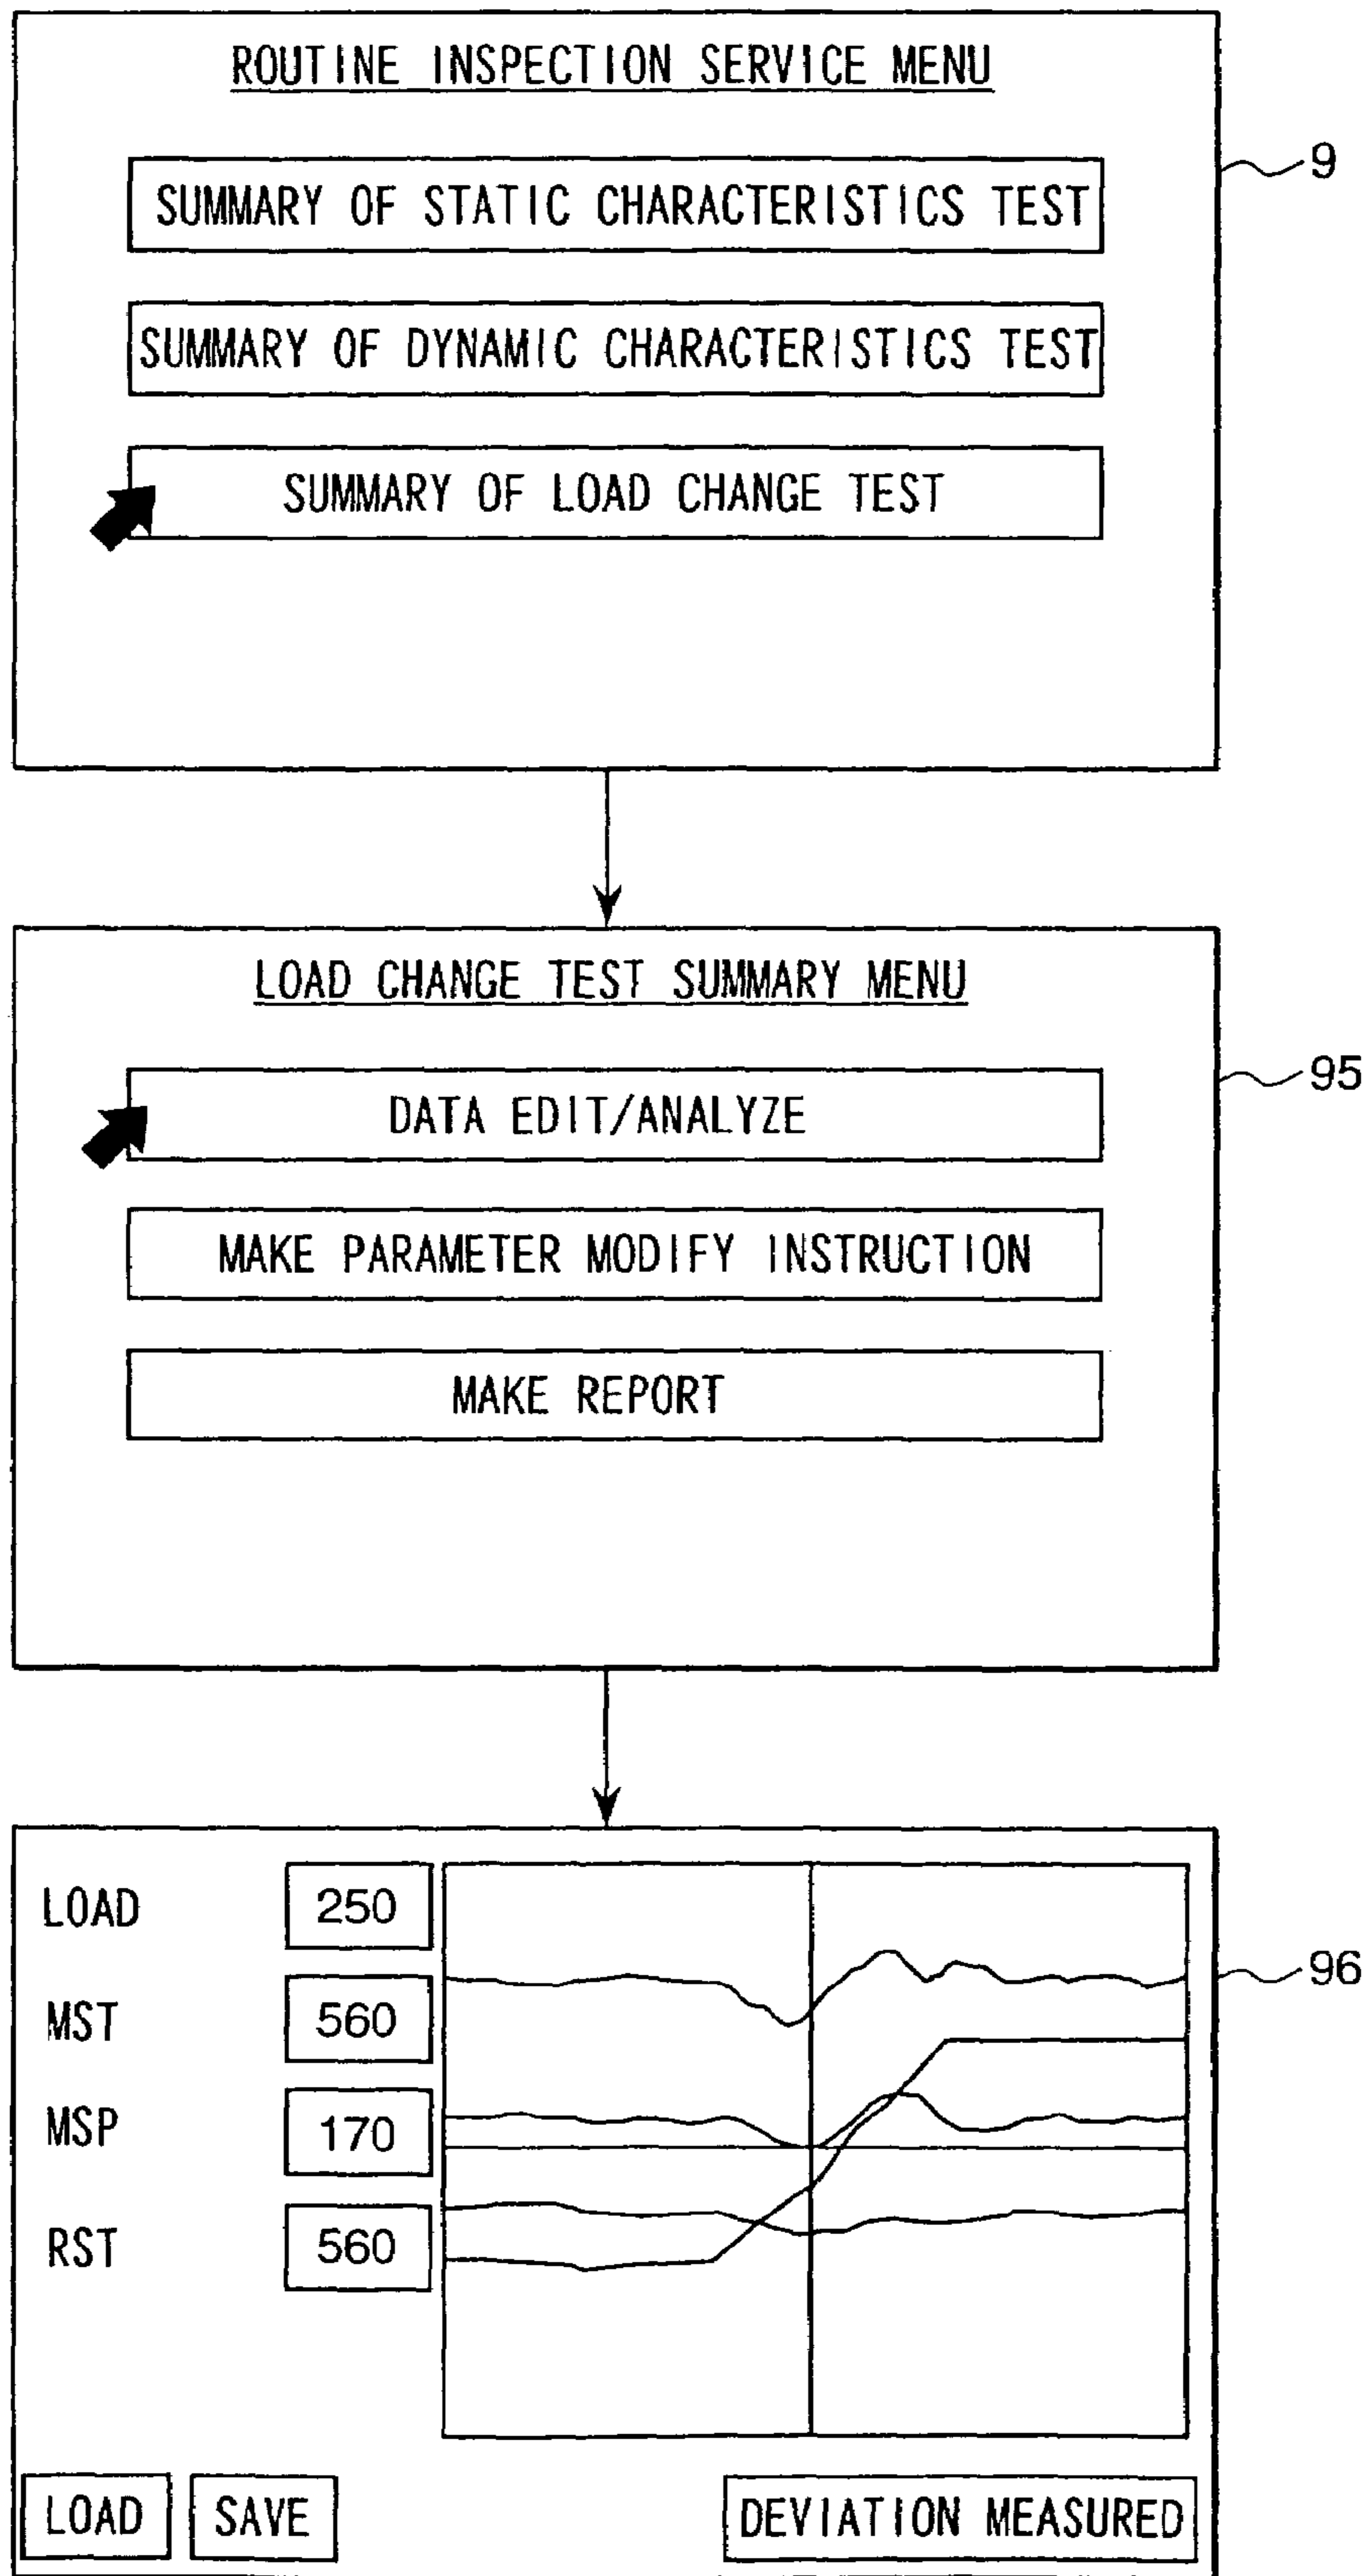 ROUTINE INSPECTION SERVICE MENU
9
SUMMARY OF STATIC CHARACTERISTICS TEST
SUMMARY OF DYNAMIC CHARACTERISTICS TEST
SUMMARY OF LOAD CHANGE TEST
LOAD CHANGE TEST SUMMARY MENU
95
DATA EDIT/ANALYZE
MAKE PARAMETER MODIFY INSTRUCTION
MAKE REPORT
LOAD 250
96
MST 560
MSP 170
RST 560
LOAD SAVE DEVIATION MEASURED